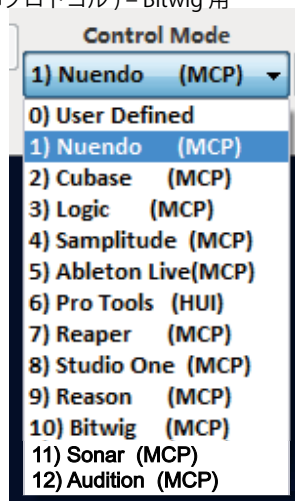 プロトコル) – Bitwig 用
Control Mode
1) Nuendo (MCP)
0) User Defined
1) Nuendo (MCP)
2) Cubase (MCP)
3) Logic (MCP)
4) Samplitude (MCP)
5) Ableton Live(MCP)
6) Pro Tools (HUI)
7) Reaper (MCP)
8) Studio One (MCP)
9) Reason (MCP)
10) Bitwig (MCP)
11) Sonar (MCP)
12) Audition (MCP)